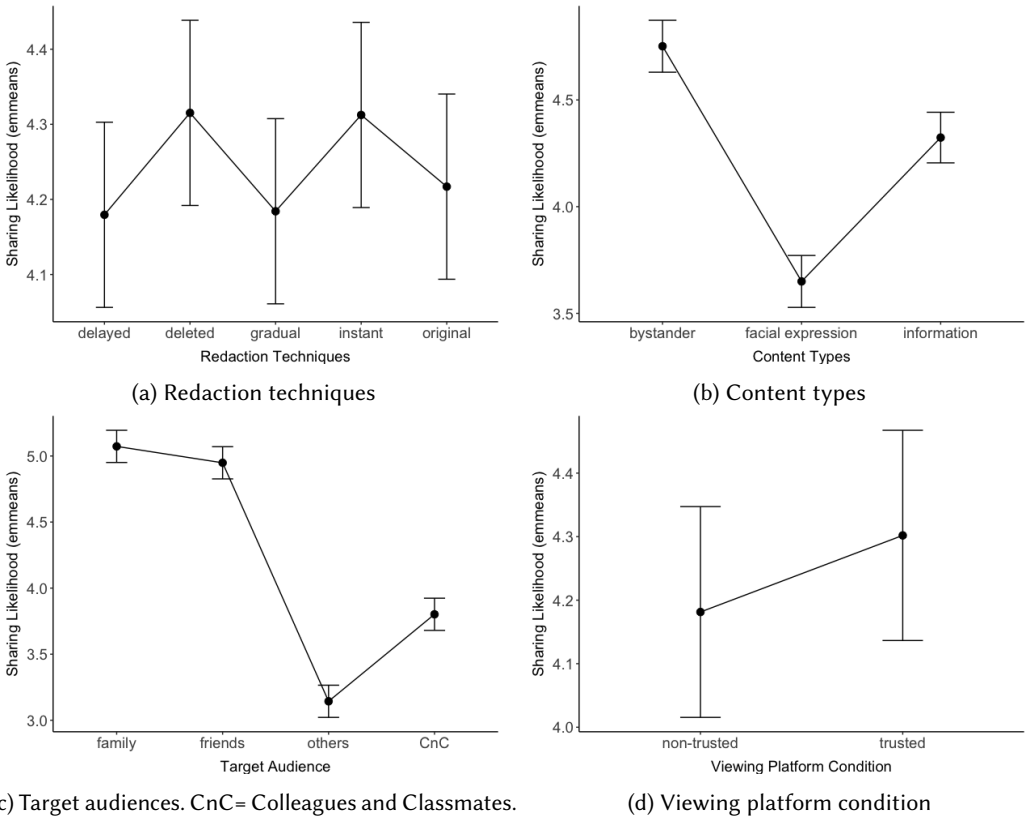 Sharing Likelihood (emmeans)
4.4
4.3
4.2
4.1
delayed deleted gradual instant original
Redaction Techniques
(a) Redaction techniques
Sharing Likelihood (emmeans)
4.5
4.0
3.5
bystander facial expression information
Content Types
(b) Content types
Sharing Likelihood (emmeans)
5.0
4.5
4.0
3.5
3.0
family friends others CnC
Target Audience
c) Target audiences. CnC= Colleagues and Classmates.
Sharing Likelihood (emmeans)
4.4
4.3
4.2
4.1
4.0
non-trusted trusted
Viewing Platform Condition
(d) Viewing platform condition